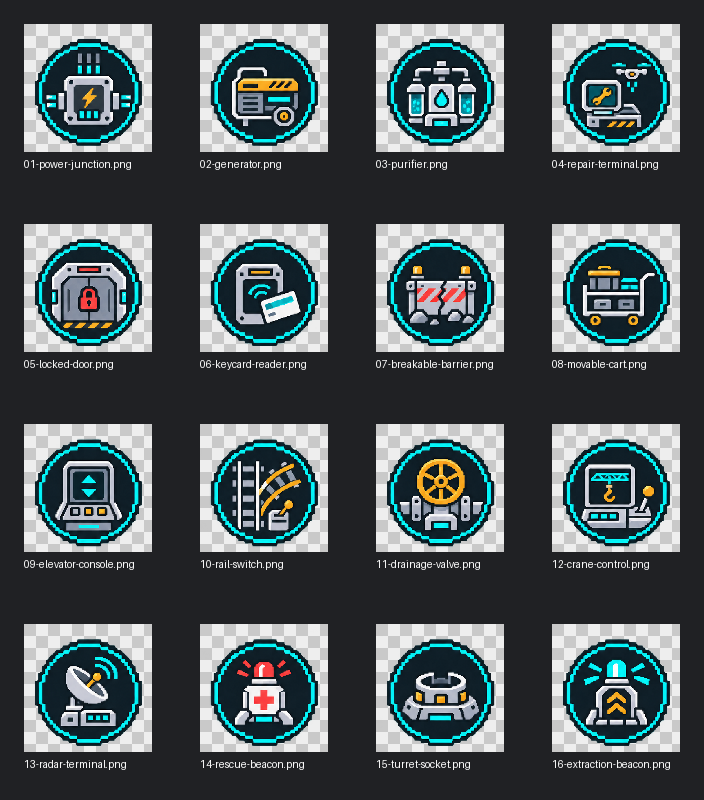 01-power-junction.png
02-generator.png
03-purifier.png
04-repair-terminal.png
05-locked-door.png
06-keycard-reader.png
07-breakable-barrier.png
08-movable-cart.png
09-elevator-console.png
10-rail-switch.png
11-drainage-valve.png
12-crane-control.png
13-radar-terminal.png
14-rescue-beacon.png
15-turret-socket.png
16-extraction-beacon.png